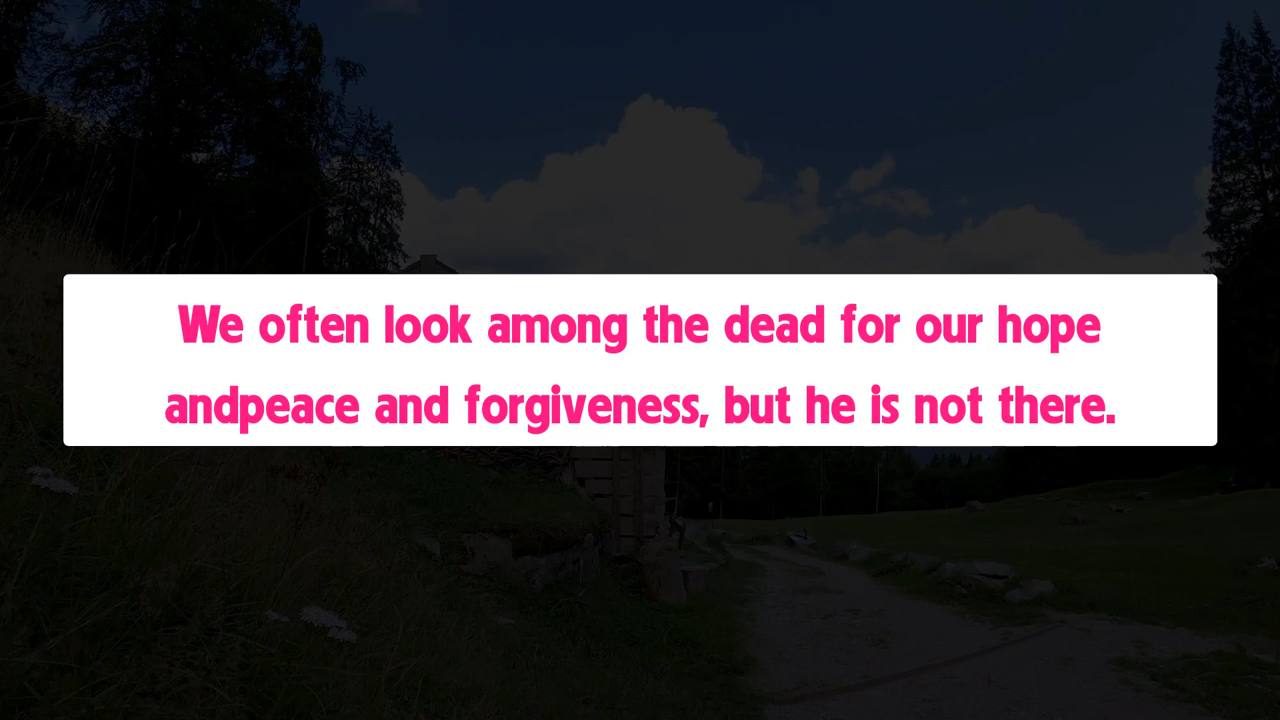 We often look among the dead for our hope
andpeace and forgiveness, but he is not there.